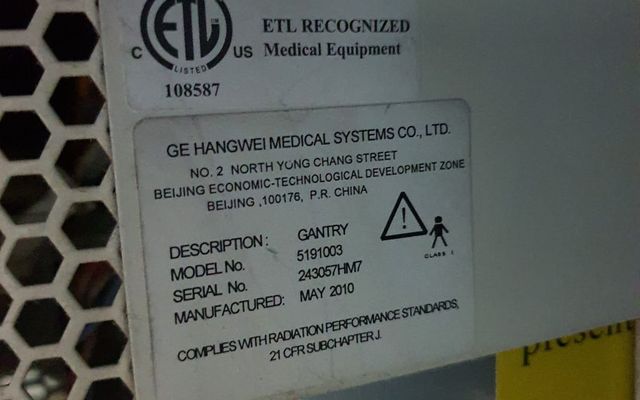 ETL RECOGNIZED
C US Medical Equipment
LISTED
108587
GE HANGWEI MEDICAL SYSTEMS CO., LTD.
NO. 2 NORTH YONG CHANG STREET
BEIJING ECONOMIC-TECHNOLOGICAL DEVELOPMENT ZONE
BEIJING ,100176, P.R. CHINA
DESCRIPTION: GANTRY
MODEL No. 5191003
SERIAL No. 243057HM7
MANUFACTURED: MAY 2010
CLASS I
COMPLIES WITH RADIATION PERFORMANCE STANDARDS,
21 CFR SUBCHAPTER J.
present